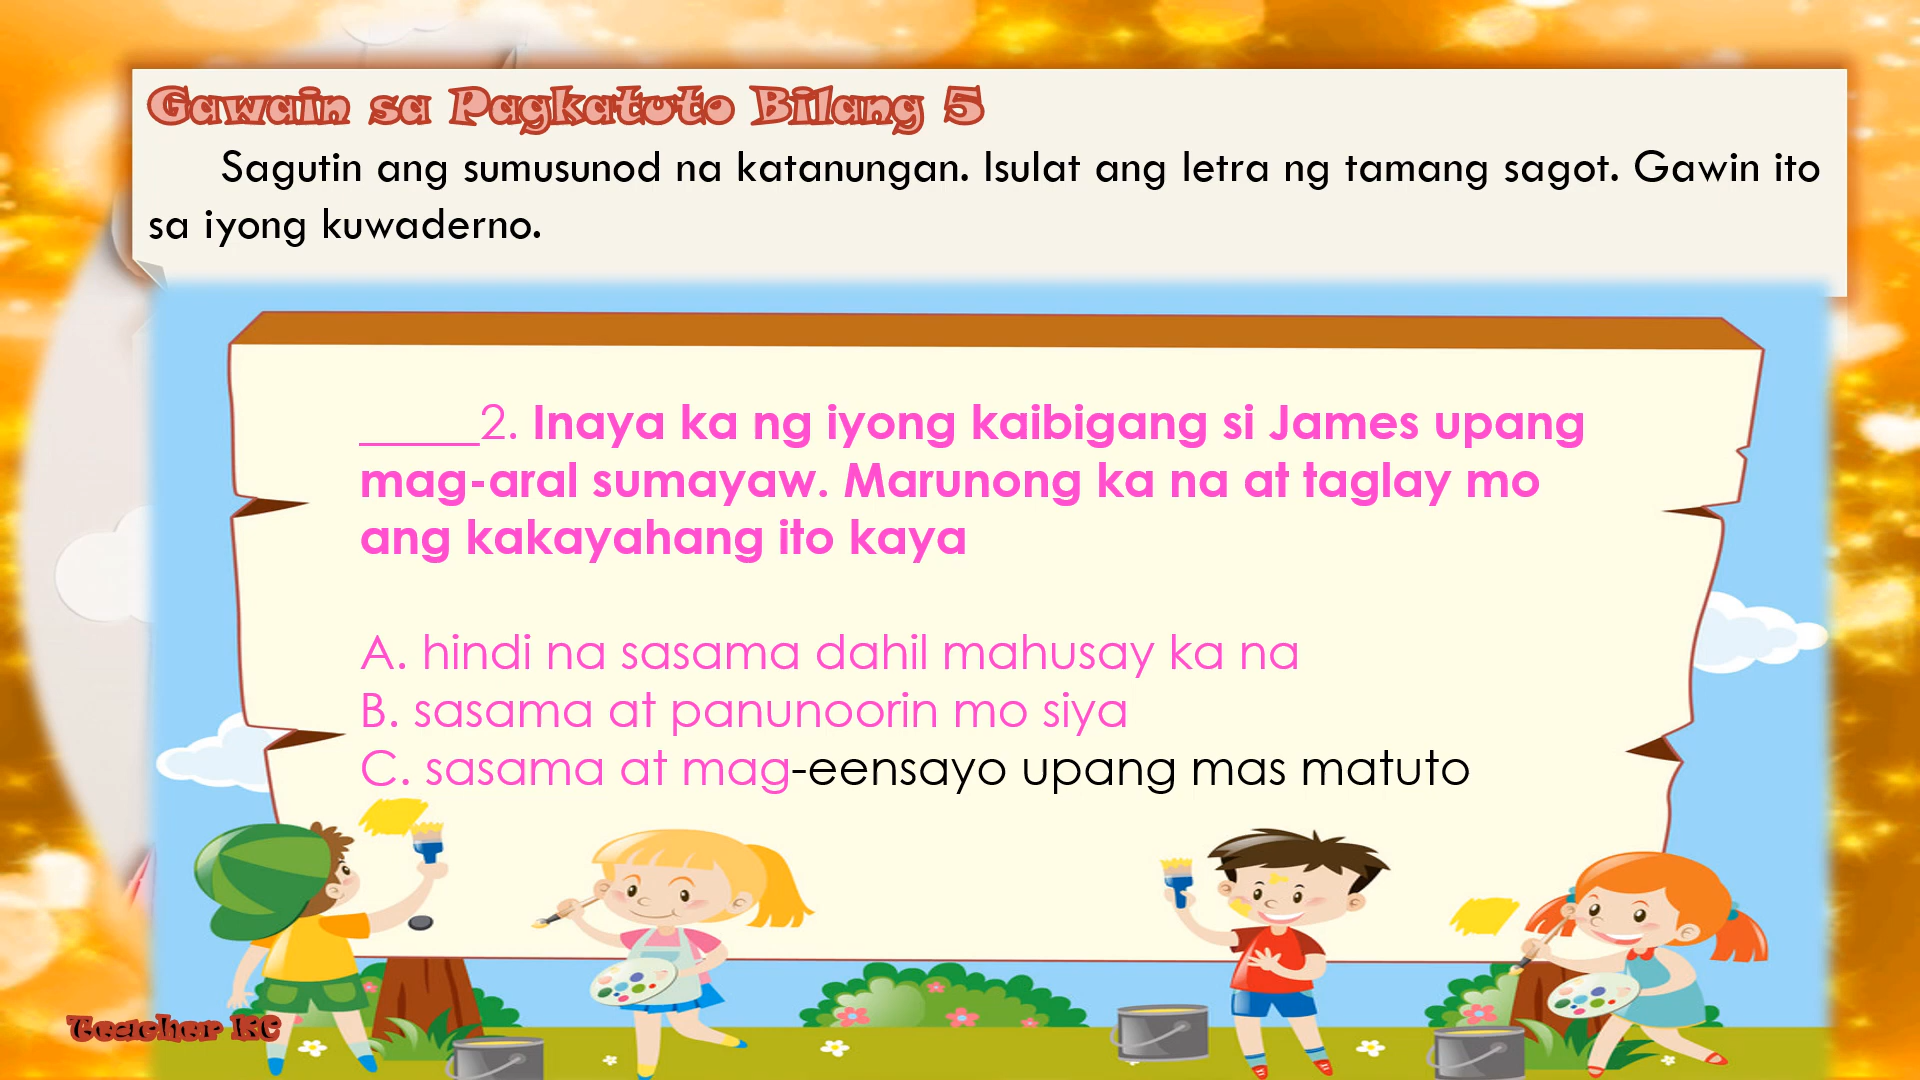 Gawain sa Pagkatuto Bilang 5
Sagutin ang sumusunod na katanungan. Isulat ang letra ng tamang sagot. Gawin ito
sa iyong kuwaderno.
_____2. Inaya ka ng iyong kaibigang si James upang
mag-aral sumayaw. Marunong ka na at taglay mo
ang kakayahang ito kaya
A. hindi na sasama dahil mahusay ka na
B. sasama at panunoorin mo siya
C. sasama at mag-eensayo upang mas matuto
Teacher KC